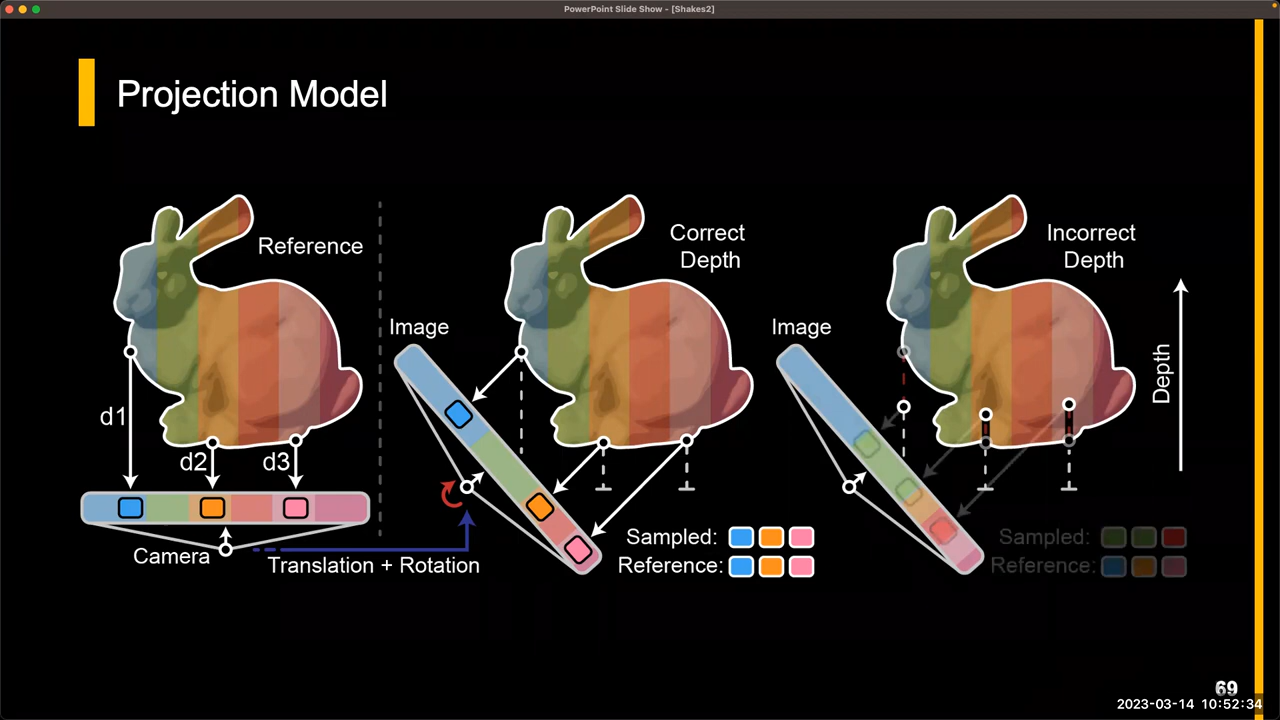 PowerPoint Slide Show - [Shakes2]
Projection Model
Reference
d1
d2
d3
Camera
Translation + Rotation
Image
Correct
Depth
Sampled:
Reference:
Image
Incorrect
Depth
Depth
Sampled:
Reference:
69
2023-03-14 10:52:34